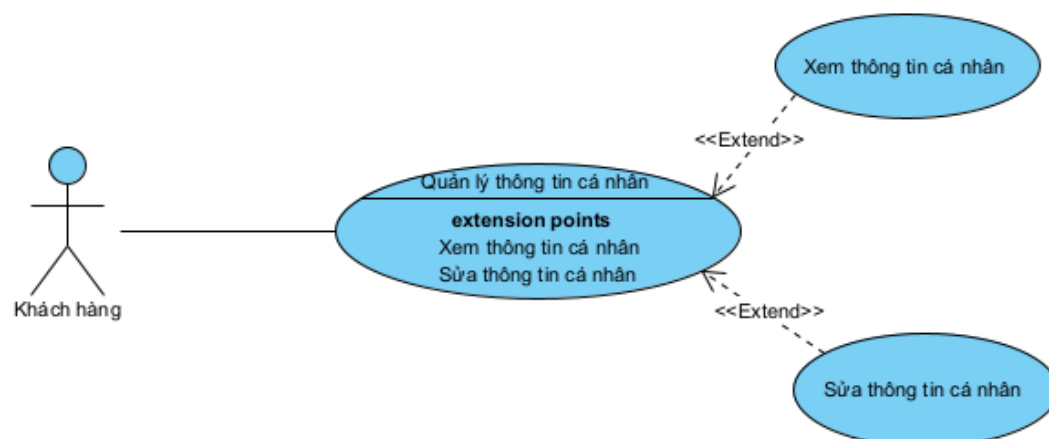 Xem thông tin cá nhân
<<Extend>>
Quản lý thông tin cá nhân
extension points
Xem thông tin cá nhân
Sửa thông tin cá nhân
Khách hàng
<<Extend>>
Sửa thông tin cá nhân